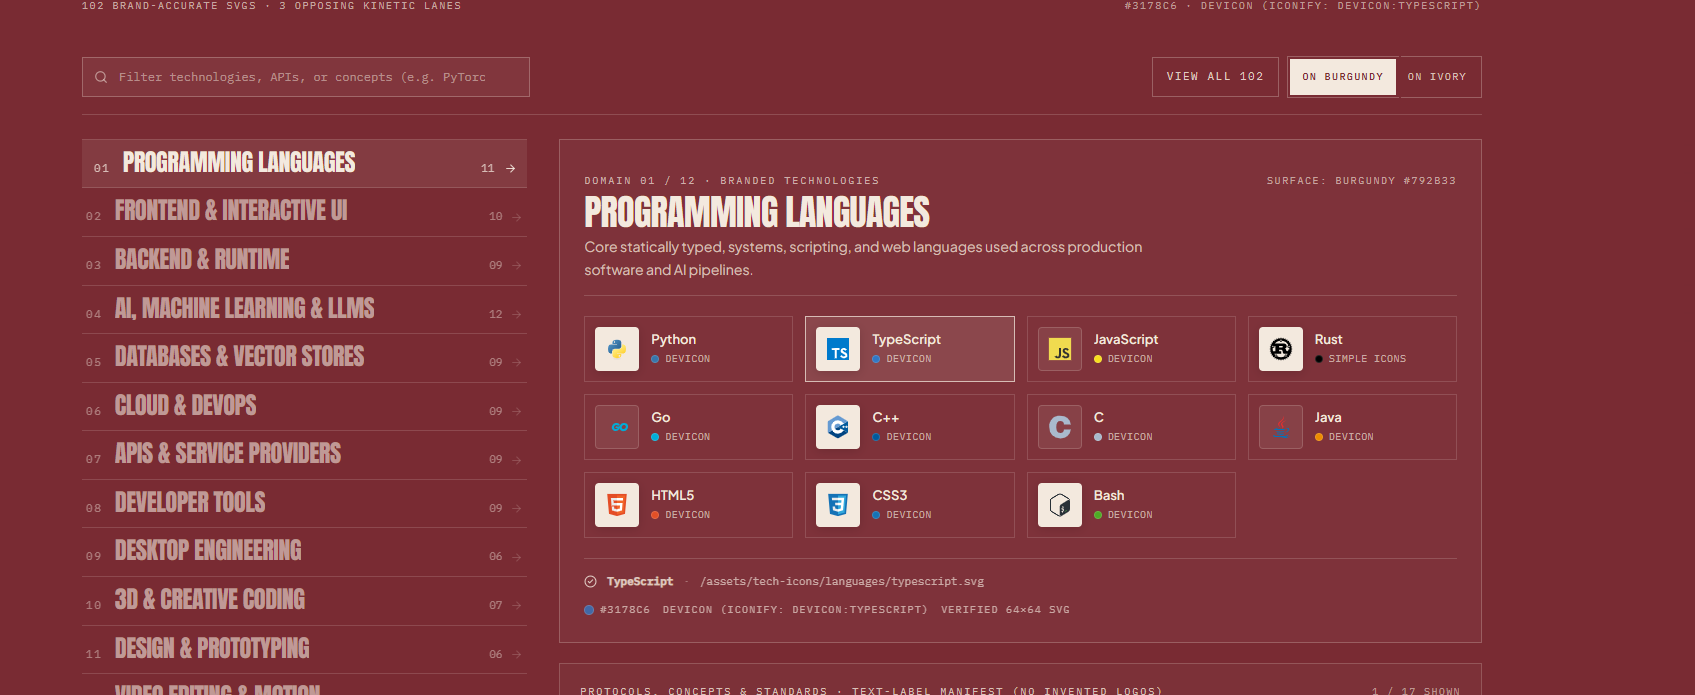 102 BRAND-ACCURATE SVGS · 3 OPPOSING KINETIC LANES
#3178C6 · DEVICON (ICONIFY: DEVICON:TYPESCRIPT)
Filter technologies, APIs, or concepts (e.g. PyTorc
VIEW ALL 102
ON BURGUNDY
ON IVORY
01 PROGRAMMING LANGUAGES 11 →
02 FRONTEND & INTERACTIVE UI 10 →
03 BACKEND & RUNTIME 09 →
04 AI, MACHINE LEARNING & LLMS 12 →
05 DATABASES & VECTOR STORES 09 →
06 CLOUD & DEVOPS 09 →
07 APIS & SERVICE PROVIDERS 09 →
08 DEVELOPER TOOLS 09 →
09 DESKTOP ENGINEERING 06 →
10 3D & CREATIVE CODING 07 →
11 DESIGN & PROTOTYPING 06 →
VIDEO EDITING & MOTION
DOMAIN 01 / 12 · BRANDED TECHNOLOGIES
SURFACE: BURGUNDY #792B33
PROGRAMMING LANGUAGES
Core statically typed, systems, scripting, and web languages used across production
software and AI pipelines.
Python
DEVICON
TS
TypeScript
DEVICON
JS
JavaScript
DEVICON
R
Rust
SIMPLE ICONS
GO
Go
DEVICON
C++
C++
DEVICON
C
C
DEVICON
Java
DEVICON
5
HTML5
DEVICON
3
CSS3
DEVICON
Bash
DEVICON
TypeScript · /assets/tech-icons/languages/typescript.svg
#3178C6 DEVICON (ICONIFY: DEVICON:TYPESCRIPT) VERIFIED 64×64 SVG
PROTOCOLS, CONCEPTS & STANDARDS · TEXT-LABEL MANIFEST (NO INVENTED LOGOS)
1 / 17 SHOWN